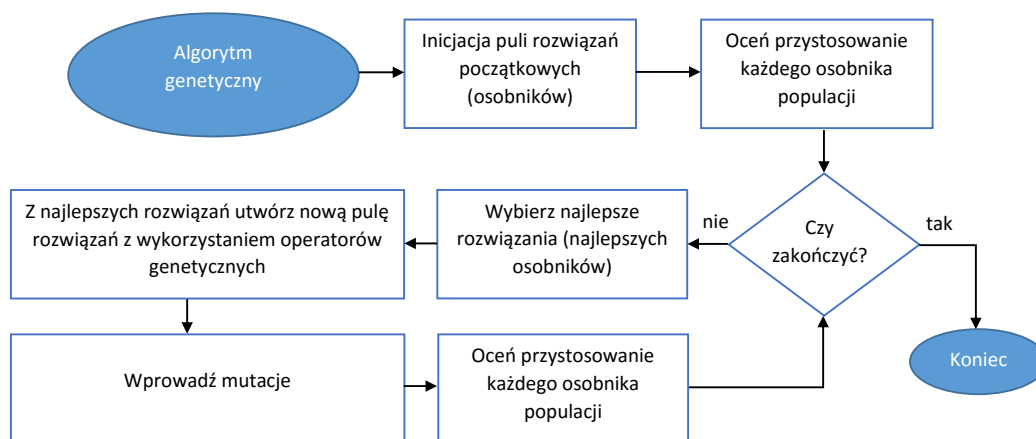 Algorytm
genetyczny
Inicjacja puli rozwiązań
początkowych
(osobników)
Oceń przystosowanie
każdego osobnika
populacji
Czy
zakończyć?
nie
tak
Wybierz najlepsze
rozwiązania (najlepszych
osobników)
Z najlepszych rozwiązań utwórz nową pulę
rozwiązań z wykorzystaniem operatorów
genetycznych
Wprowadź mutacje
Oceń przystosowanie
każdego osobnika
populacji
Koniec